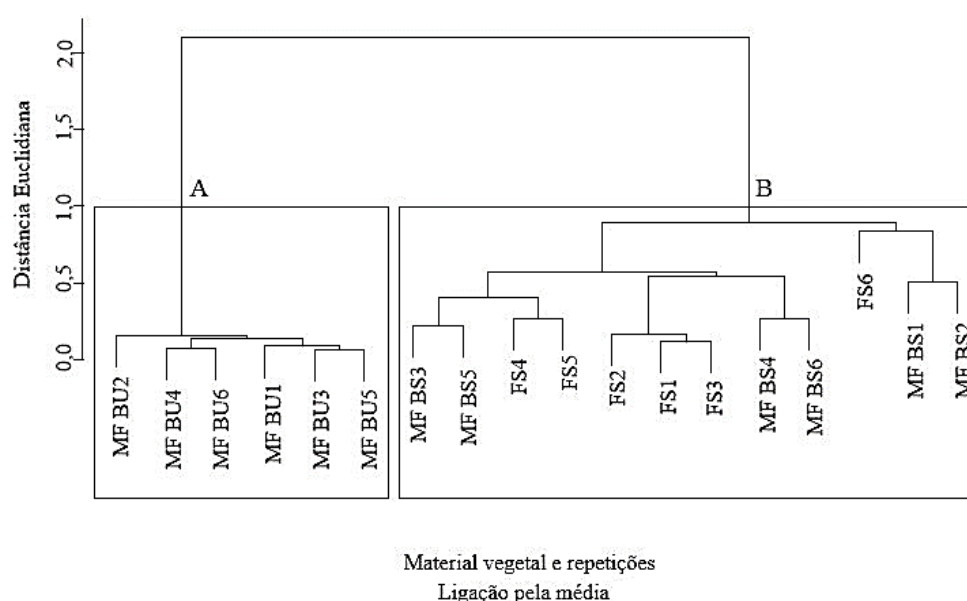 Distância Euclidiana
2,0
1,5
1,0
0,5
0,0
A
B
MF BU2
MF BU4
MF BU6
MF BU1
MF BU3
MF BU5
MF BS3
MF BS5
FS4
FS5
FS2
FS1
FS3
MF BS4
MF BS6
FS6
MF BS1
MF BS2
Material vegetal e repetições
Ligação pela média